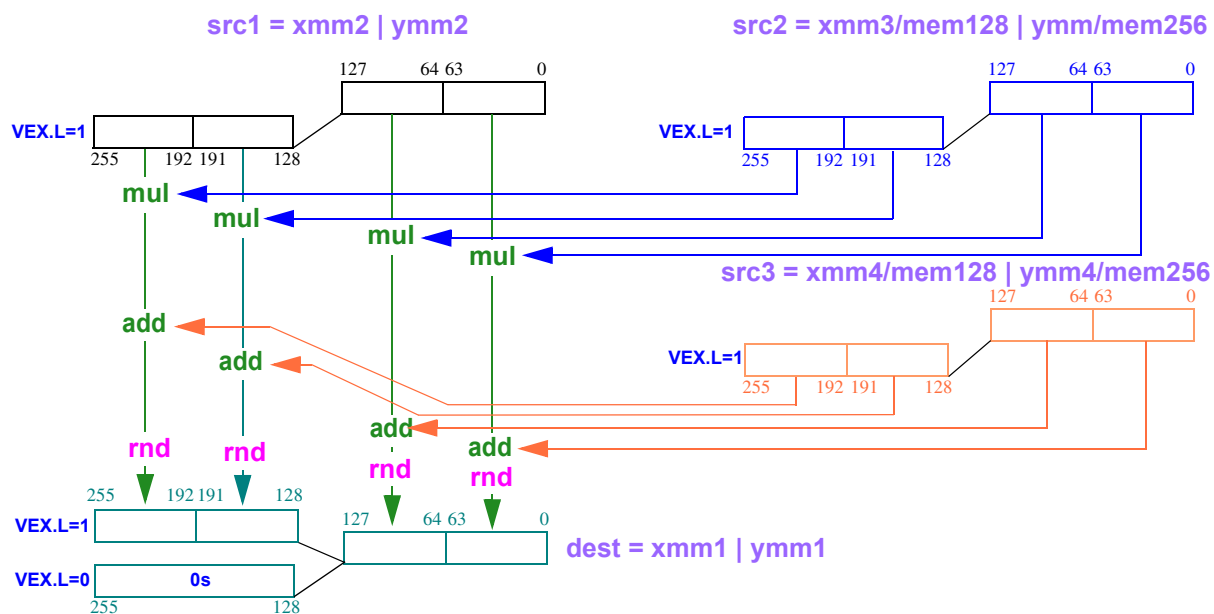 src1 = xmm2 | ymm2 src2 = xmm3/mem128 | ymm/mem256
127 64 63 0 127 64 63 0
VEX.L=1 VEX.L=1
255 192 191 128 255 192 191 128
mul
mul
mul
mul
src3 = xmm4/mem128 | ymm4/mem256
127 64 63 0
add
add VEX.L=1
255 192 191 128
add
add
rnd rnd
rnd rnd
255 192 191 128
127 64 63 0
VEX.L=1
dest = xmm1 | ymm1
VEX.L=0 0s
255 128